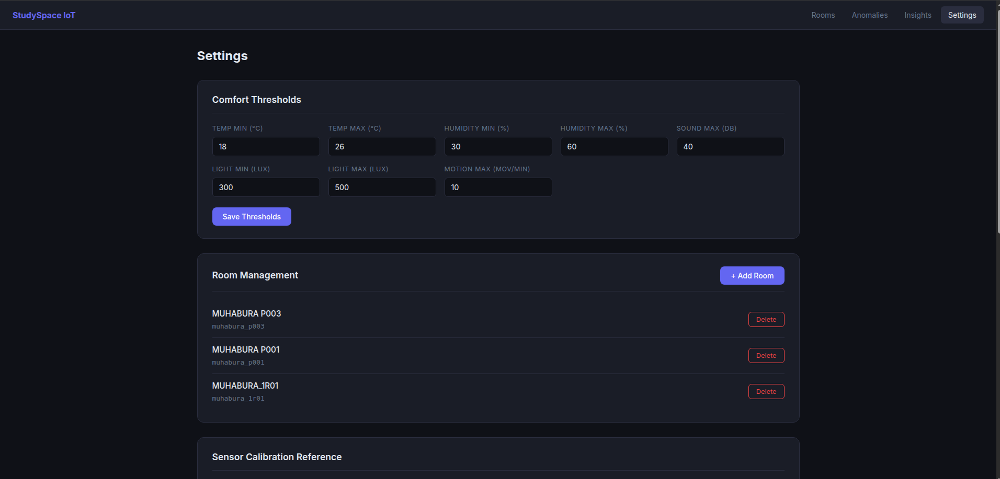 StudySpace IoT
Rooms Anomalies Insights Settings
Settings
Comfort Thresholds
TEMP MIN (°C) TEMP MAX (°C) HUMIDITY MIN (%) HUMIDITY MAX (%) SOUND MAX (DB)
18 26 30 60 40
LIGHT MIN (LUX) LIGHT MAX (LUX) MOTION MAX (MOV/MIN)
300 500 10
Save Thresholds
Room Management
+ Add Room
MUHABURA P003
muhabura_p003
Delete
MUHABURA P001
muhabura_p001
Delete
MUHABURA_1R01
muhabura_1r01
Delete
Sensor Calibration Reference